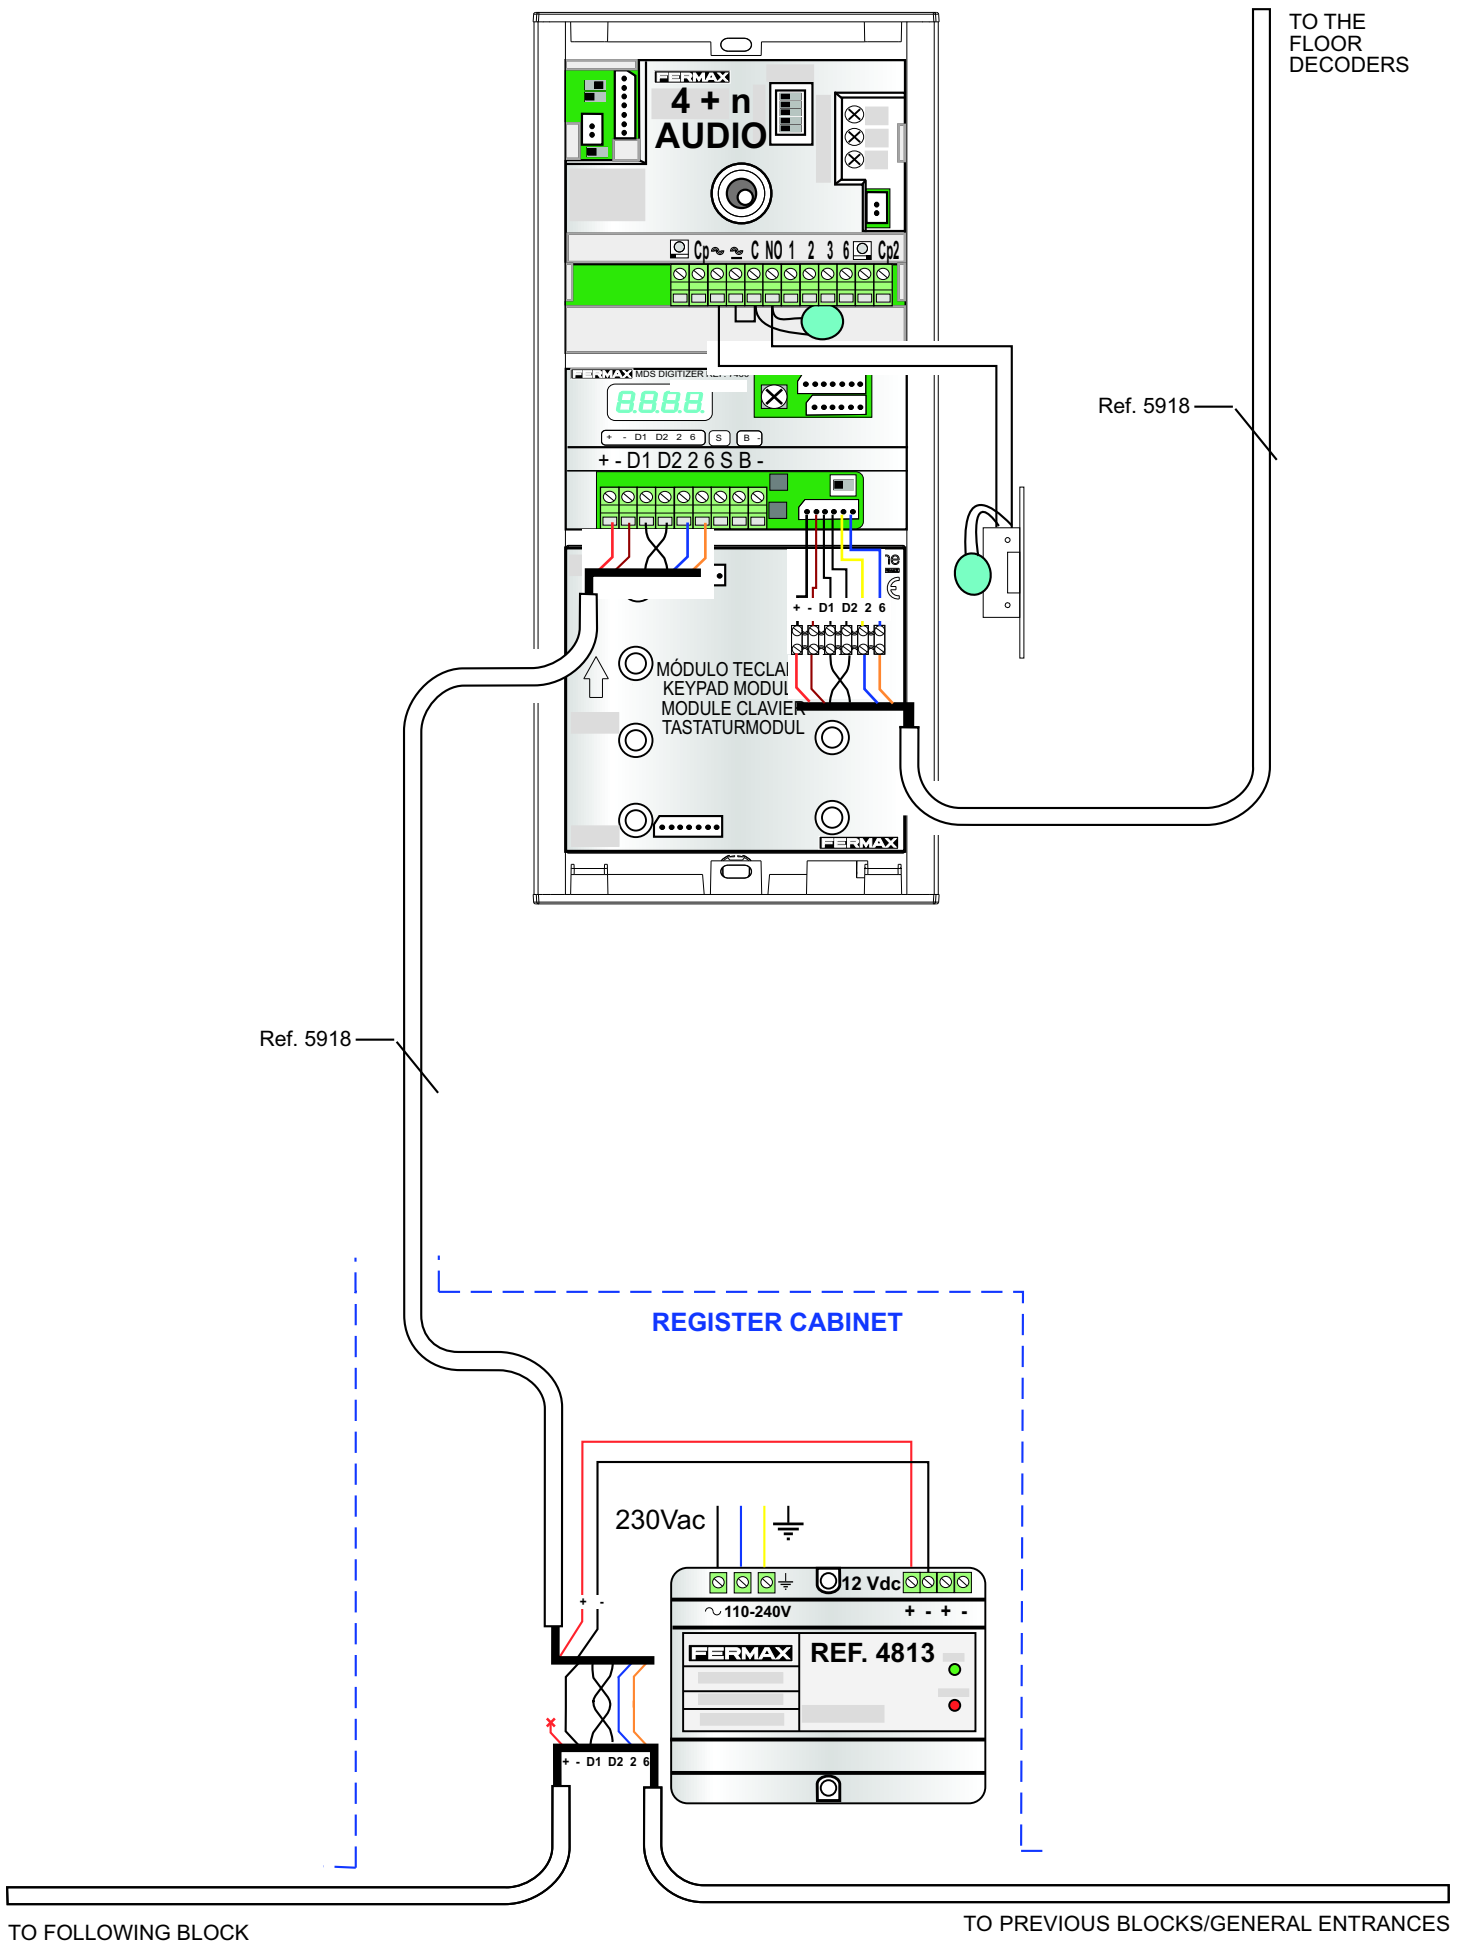 TO THE
FLOOR
DECODERS
FERMAX
4 + n
AUDIO
Cp C NO 1 2 3 6 Cp2
FERMAX MDS DIGITIZER
8.8.8.8.
+ - D1 D2 2 6 S B -
+ - D1 D2 2 6 S B -
Ref. 5918
+ - D1 D2 2 6
MÓDULO TECLA
KEYPAD MODUL
MODULE CLAVIER
TASTATURMODUL
FERMAX
Ref. 5918
REGISTER CABINET
230Vac
12 Vdc
110-240V
+ - + -
+ -
FERMAX
REF. 4813
+ - D1 D2 2 6
TO FOLLOWING BLOCK
TO PREVIOUS BLOCKS/GENERAL ENTRANCES